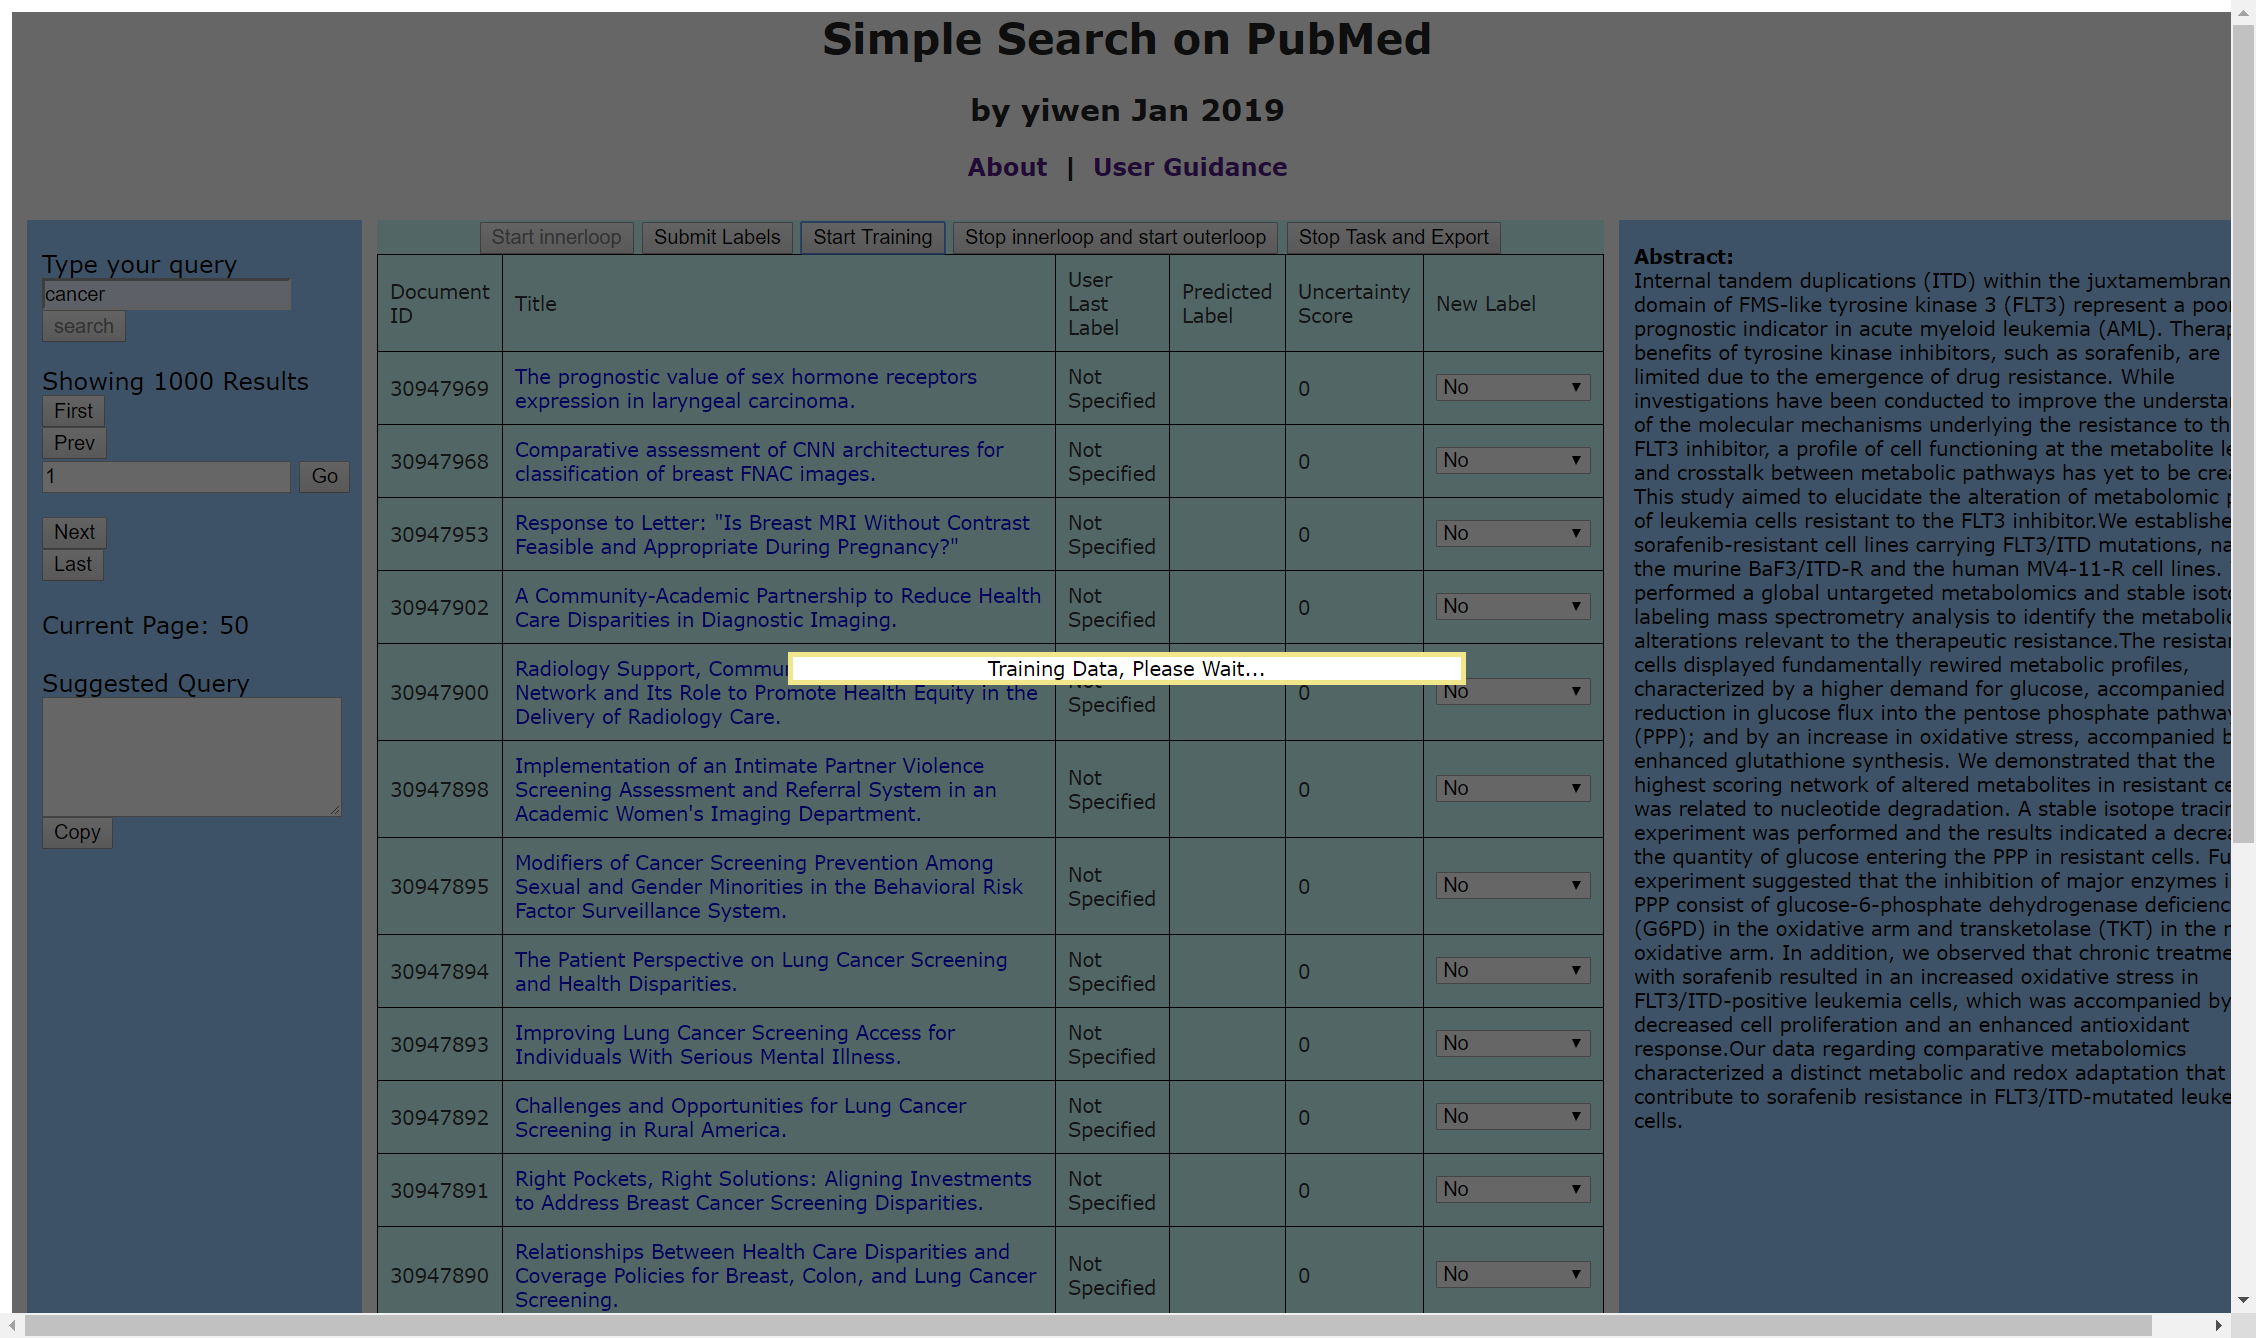 Simple Search on PubMed
by yiwen Jan 2019
About | User Guidance
Type your query
cancer
search
Showing 1000 Results
First
Prev
1 Go
Next
Last
Current Page: 50
Suggested Query
Copy
Start innerloop Submit Labels Start Training Stop innerloop and start outerloop Stop Task and Export
Document ID Title User Last Label Predicted Label Uncertainty Score New Label
30947969 The prognostic value of sex hormone receptors expression in laryngeal carcinoma. Not Specified 0 No
30947968 Comparative assessment of CNN architectures for classification of breast FNAC images. Not Specified 0 No
30947953 Response to Letter: "Is Breast MRI Without Contrast Feasible and Appropriate During Pregnancy?" Not Specified 0 No
30947902 A Community-Academic Partnership to Reduce Health Care Disparities in Diagnostic Imaging. Not Specified 0 No
Training Data, Please Wait...
30947900 Radiology Support, Network and Its Role to Promote Health Equity in the Delivery of Radiology Care. Specified 0 No
30947898 Implementation of an Intimate Partner Violence Screening Assessment and Referral System in an Academic Women's Imaging Department. Not Specified 0 No
30947895 Modifiers of Cancer Screening Prevention Among Sexual and Gender Minorities in the Behavioral Risk Factor Surveillance System. Not Specified 0 No
30947894 The Patient Perspective on Lung Cancer Screening and Health Disparities. Not Specified 0 No
30947893 Improving Lung Cancer Screening Access for Individuals With Serious Mental Illness. Not Specified 0 No
30947892 Challenges and Opportunities for Lung Cancer Screening in Rural America. Not Specified 0 No
30947891 Right Pockets, Right Solutions: Aligning Investments to Address Breast Cancer Screening Disparities. Not Specified 0 No
30947890 Relationships Between Health Care Disparities and Coverage Policies for Breast, Colon, and Lung Cancer Screening. Not Specified 0 No
Abstract:
Internal tandem duplications (ITD) within the
domain of FMS-like tyrosine kinase 3 (FLT3) represent a
prognostic indicator in acute myeloid leukemia (AML).
benefits of tyrosine kinase inhibitors, such as sorafenib, are
limited due to the emergence of drug resistance. While
investigations have been conducted to improve the
of the molecular mechanisms underlying the resistance to
FLT3 inhibitor, a profile of cell functioning at the metabolite
and crosstalk between metabolic pathways has yet to be
This study aimed to elucidate the alteration of metabolomic
of leukemia cells resistant to the FLT3 inhibitor.We
sorafenib-resistant cell lines carrying FLT3/ITD mutations,
the murine BaF3/ITD-R and the human MV4-11-R cell lines.
performed a global untargeted metabolomics and stable
labeling mass spectrometry analysis to identify the
alterations relevant to the therapeutic resistance.The
cells displayed fundamentally rewired metabolic profiles,
characterized by a higher demand for glucose, accompanied
reduction in glucose flux into the pentose phosphate
(PPP); and by an increase in oxidative stress, accompanied
enhanced glutathione synthesis. We demonstrated that the
highest scoring network of altered metabolites in resistant
was related to nucleotide degradation. A stable isotope
experiment was performed and the results indicated a
the quantity of glucose entering the PPP in resistant cells.
experiment suggested that the inhibition of major enzymes
PPP consist of glucose-6-phosphate dehydrogenase
(G6PD) in the oxidative arm and transketolase (TKT) in the
oxidative arm. In addition, we observed that chronic
with sorafenib resulted in an increased oxidative stress in
FLT3/ITD-positive leukemia cells, which was accompanied by
decreased cell proliferation and an enhanced antioxidant
response.Our data regarding comparative metabolomics
characterized a distinct metabolic and redox adaptation that
contribute to sorafenib resistance in FLT3/ITD-mutated
cells.